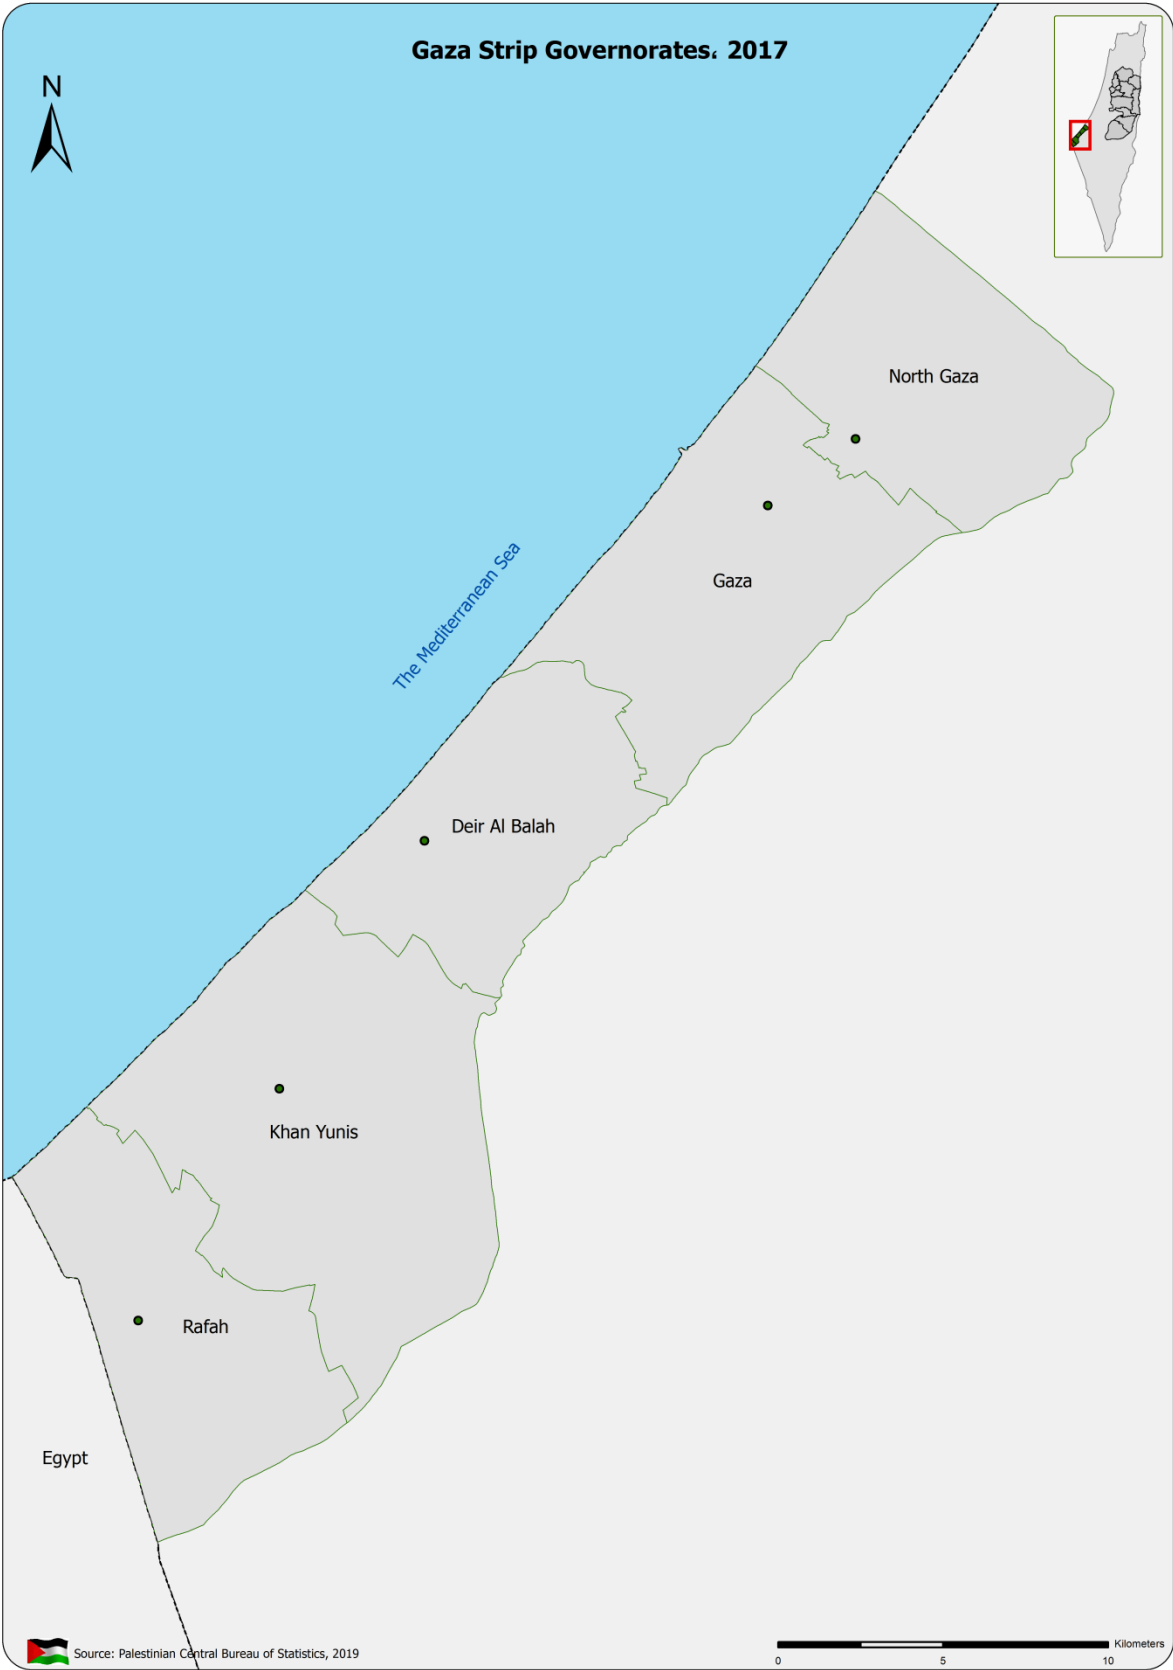 Gaza Strip Governorates، 2017
N
North Gaza
Gaza
The Mediterranean Sea
Deir Al Balah
Khan Yunis
Rafah
Egypt
Source: Palestinian Central Bureau of Statistics, 2019
Kilometers
0 5 10